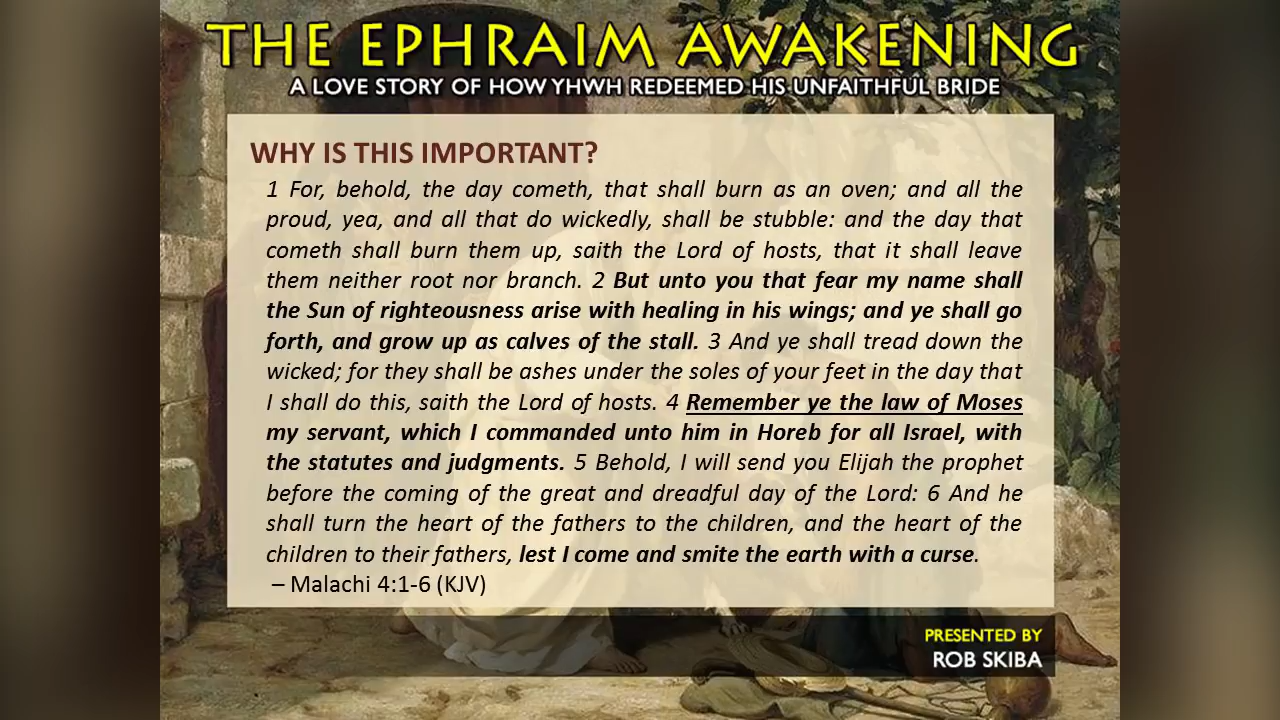 THE EPHRAIM AWAKENING
A LOVE STORY OF HOW YHWH REDEEMED HIS UNFAITHFUL BRIDE
WHY IS THIS IMPORTANT?
1 For, behold, the day cometh, that shall burn as an oven; and all the
proud, yea, and all that do wickedly, shall be stubble: and the day that
cometh shall burn them up, saith the Lord of hosts, that it shall leave
them neither root nor branch. 2 But unto you that fear my name shall
the Sun of righteousness arise with healing in his wings; and ye shall go
forth, and grow up as calves of the stall. 3 And ye shall tread down the
wicked; for they shall be ashes under the soles of your feet in the day that
I shall do this, saith the Lord of hosts. 4 Remember ye the law of Moses
my servant, which I commanded unto him in Horeb for all Israel, with
the statutes and judgments. 5 Behold, I will send you Elijah the prophet
before the coming of the great and dreadful day of the Lord: 6 And he
shall turn the heart of the fathers to the children, and the heart of the
children to their fathers, lest I come and smite the earth with a curse.
– Malachi 4:1-6 (KJV)
PRESENTED BY
ROB SKIBA